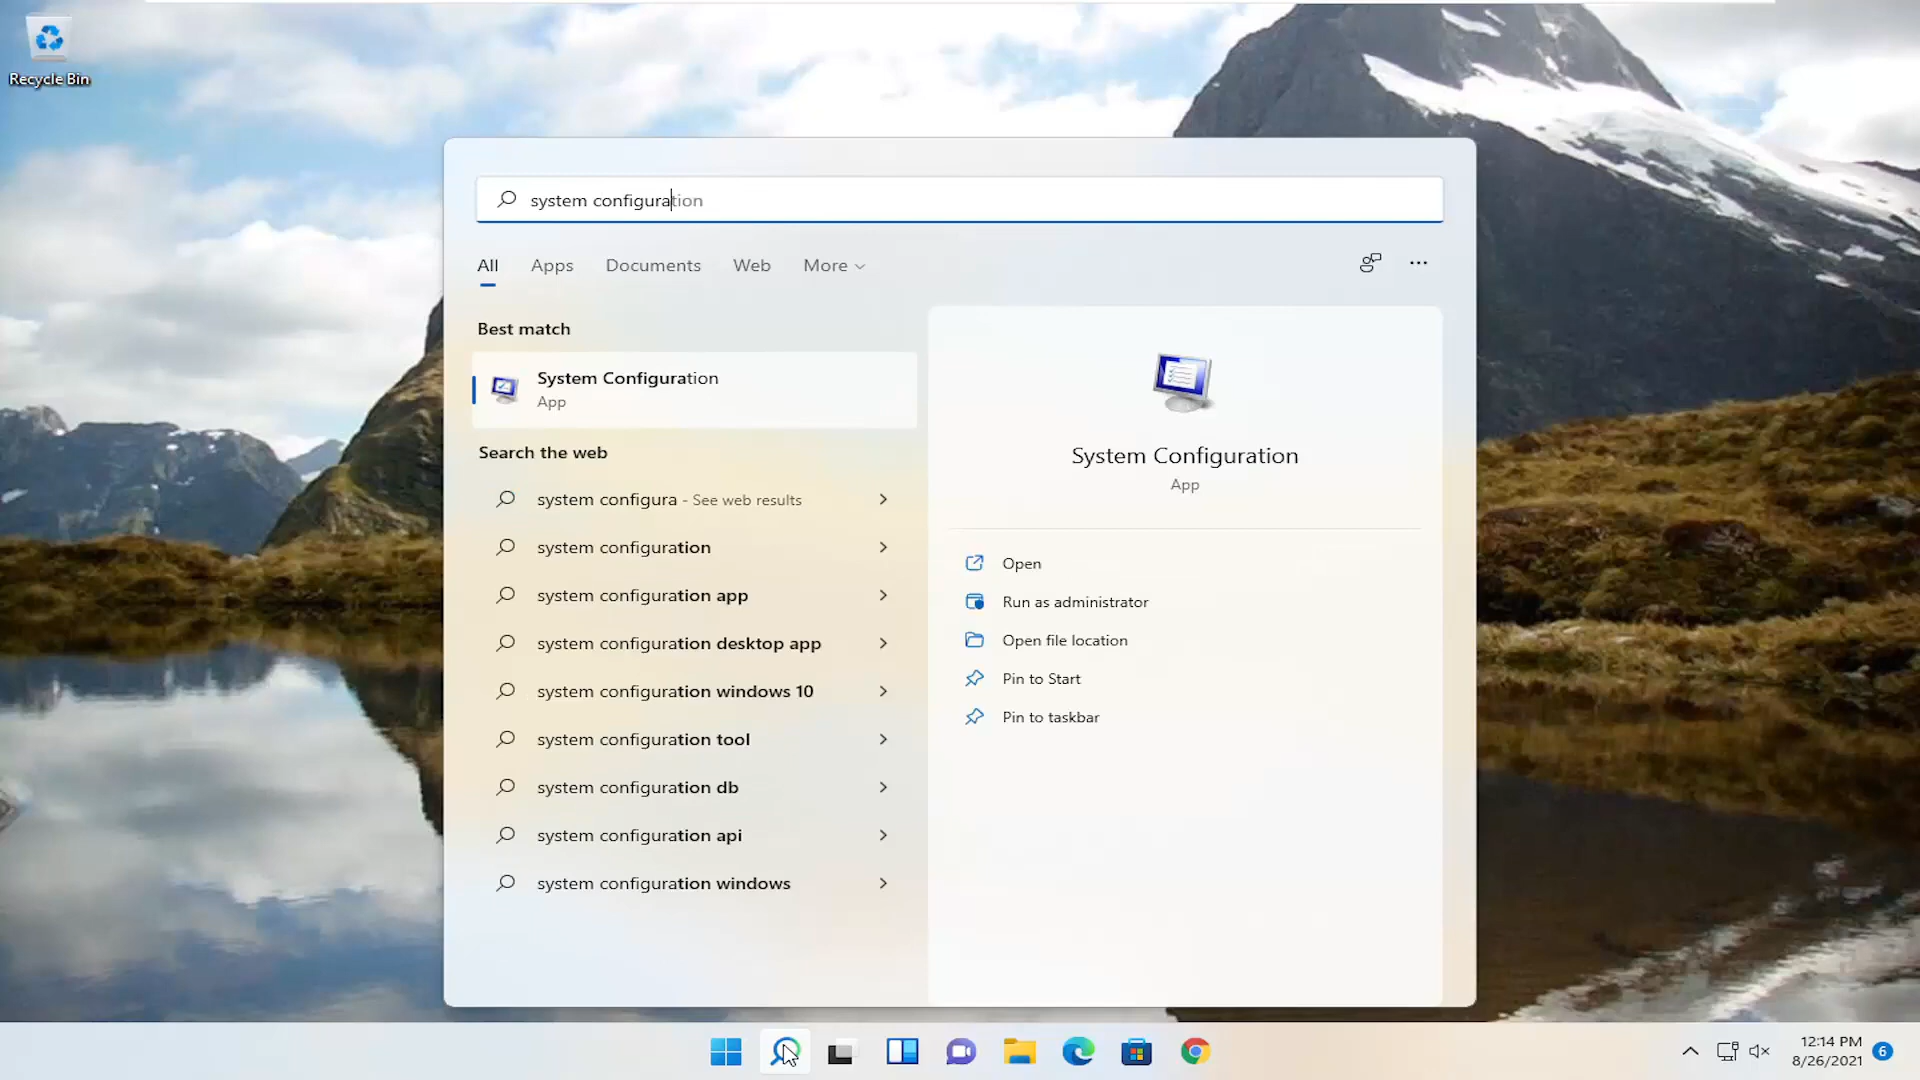 Recycle Bin
system configuration
All Apps Documents Web More
Best match
System Configuration
App
Search the web
system configura - See web results
system configuration
system configuration app
system configuration desktop app
system configuration windows 10
system configuration tool
system configuration db
system configuration api
system configuration windows
System Configuration
App
Open
Run as administrator
Open file location
Pin to Start
Pin to taskbar
12:14 PM
8/26/2021
6